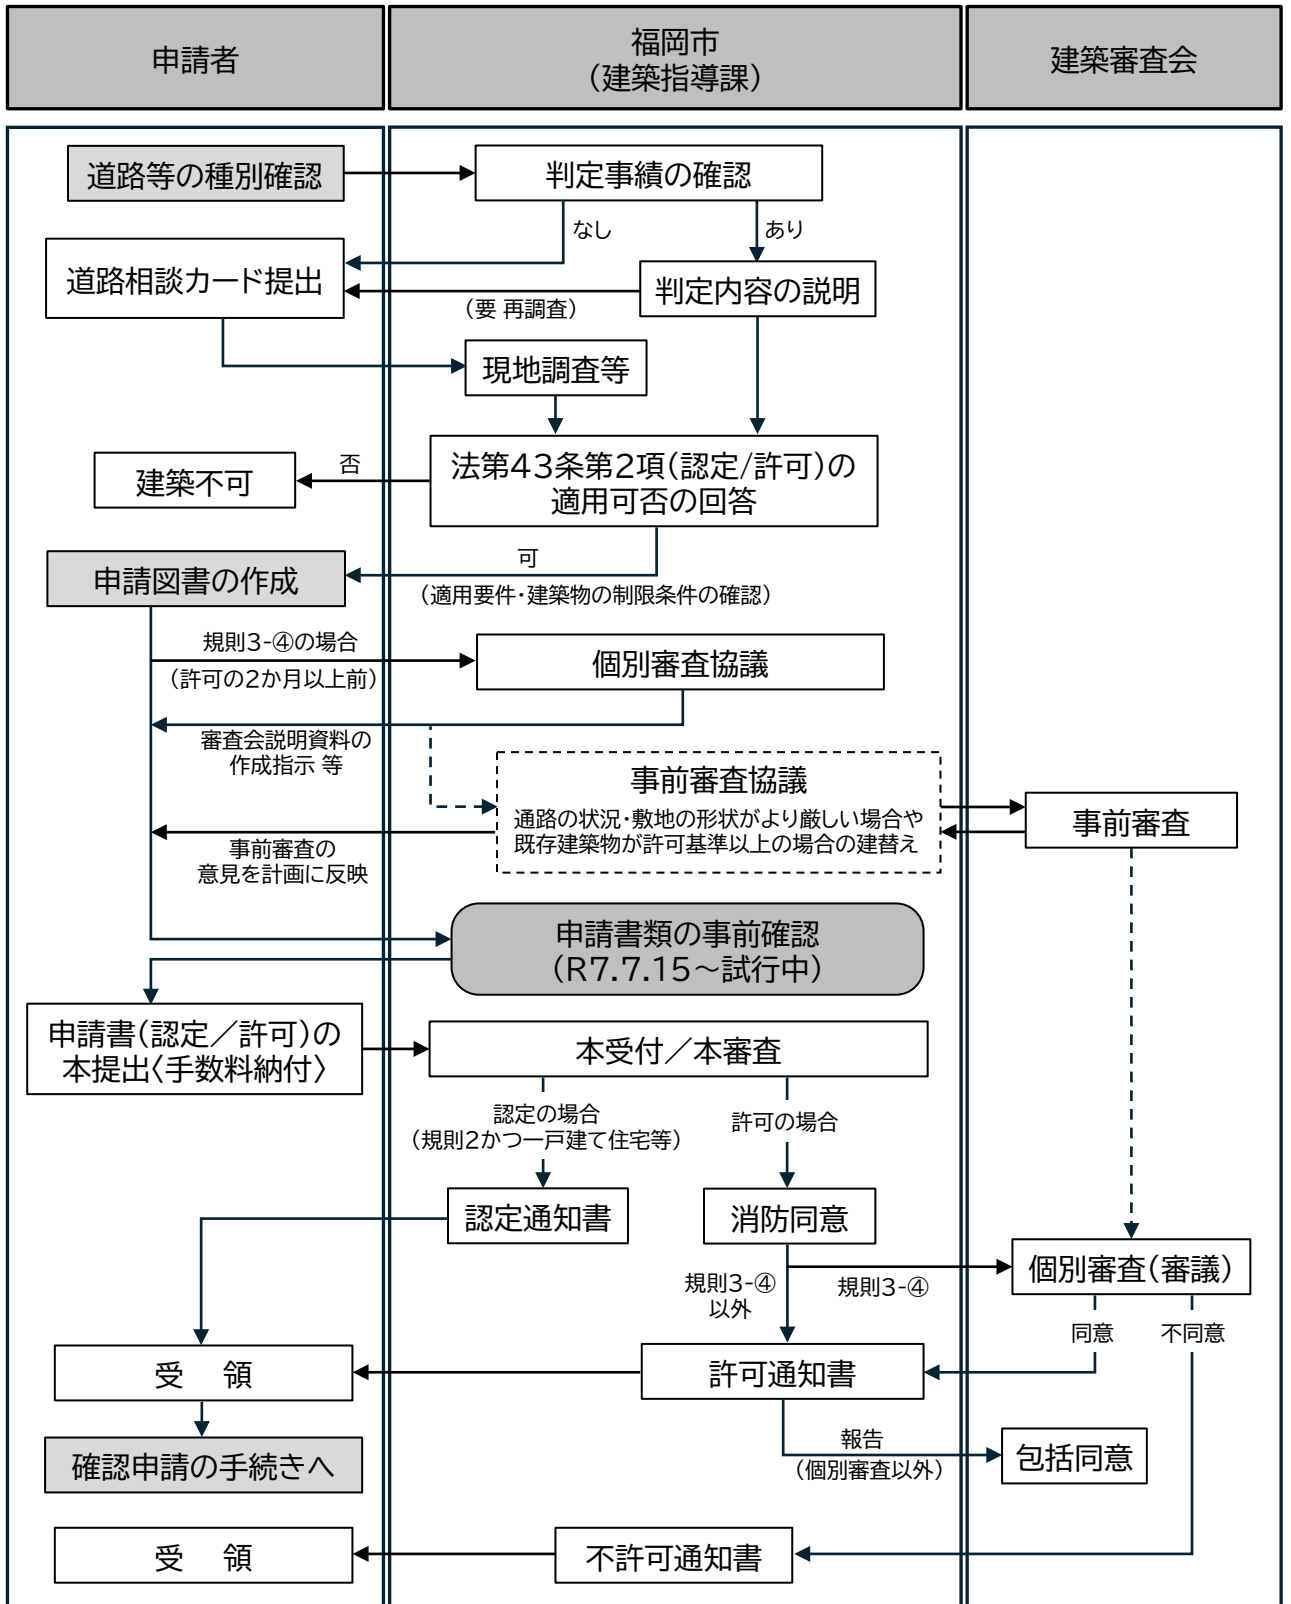 申請者
福岡市
（建築指導課）
建築審査会
道路等の種別確認
判定事績の確認
なし
あり
道路相談カード提出
判定内容の説明
（要 再調査）
現地調査等
法第43条第2項（認定/許可）の
適用可否の回答
否
建築不可
可
（適用要件・建築物の制限条件の確認）
申請図書の作成
規則3-④の場合
（許可の2か月以上前）
個別審査協議
審査会説明資料の
作成指示 等
事前審査協議
通路の状況・敷地の形状がより厳しい場合や
既存建築物が許可基準以上の場合の建替え
事前審査
事前審査の
意見を計画に反映
申請書類の事前確認
（R7.7.15～試行中）
申請書（認定／許可）の
本提出〈手数料納付〉
本受付／本審査
認定の場合
（規則2かつ一戸建て住宅等）
許可の場合
認定通知書
消防同意
規則3-④
以外
規則3-④
個別審査（審議）
同意
不同意
受　領
許可通知書
報告
（個別審査以外）
包括同意
確認申請の手続きへ
受　領
不許可通知書